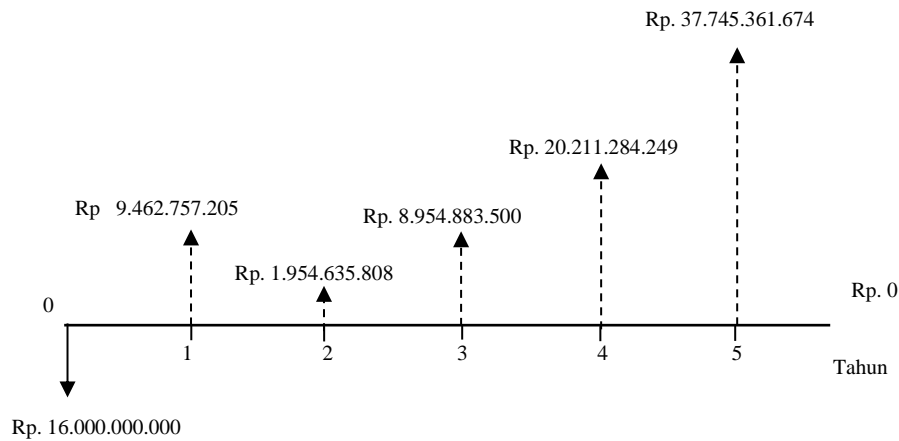 Rp. 37.745.361.674
Rp. 20.211.284.249
Rp 9.462.757.205
Rp. 8.954.883.500
Rp. 1.954.635.808
0
Rp. 0
1
2
3
4
5
Tahun
Rp. 16.000.000.000